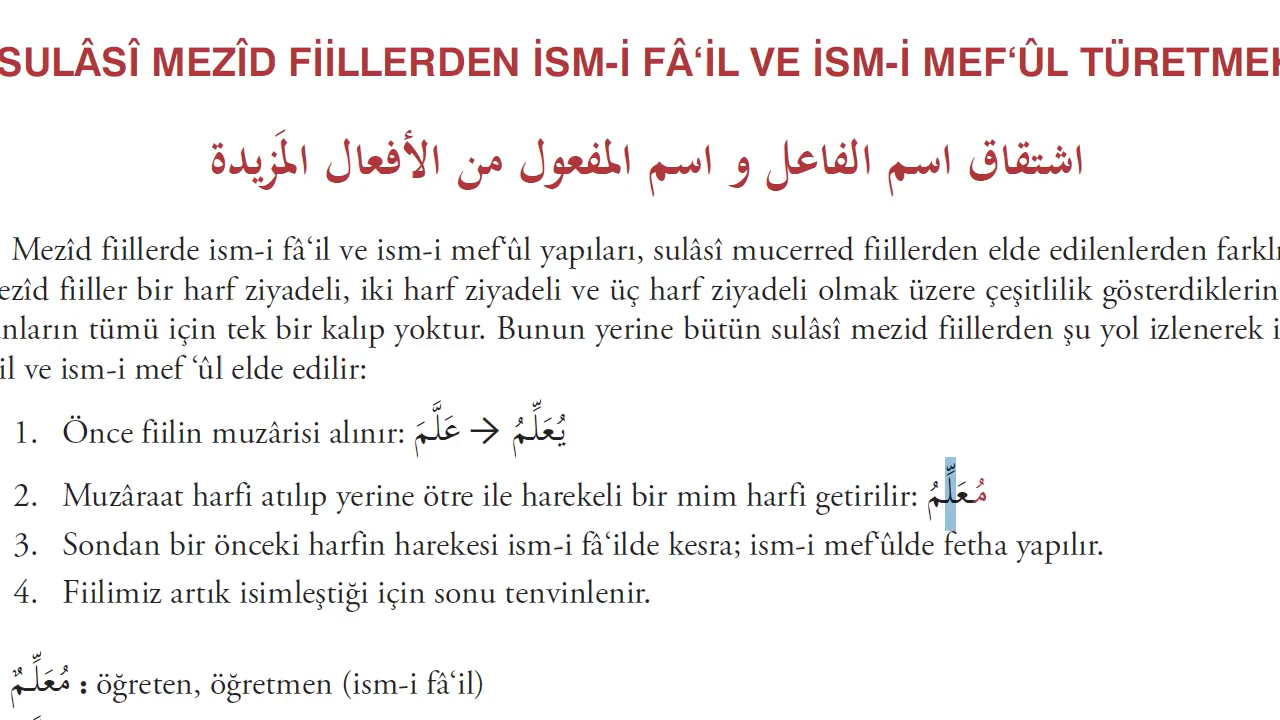 SULÂSÎ MEZÎD FİİLLERDEN İSM-İ FÂ‘İL VE İSM-İ MEF‘ÛL TÜRETMEK
اشتقاق اسم الفاعل و اسم المفعول من الأفعال المَزيدة
Mezîd fiillerde ism-i fâ‘il ve ism-i mef‘ûl yapıları, sulâsî mucerred fiillerden elde edilenlerden farklı
ezîd fiiller bir harf ziyadeli, iki harf ziyadeli ve üç harf ziyadeli olmak üzere çeşitlilik gösterdiklerin
nların tümü için tek bir kalıp yoktur. Bunun yerine bütün sulâsî mezid fiillerden şu yol izlenerek i
il ve ism-i mef ‘ûl elde edilir:
1. Önce fiilin muzârisi alınır: عَلَّمَ → يُعَلِّمُ
2. Muzâraat harfi atılıp yerine ötre ile harekeli bir mim harfi getirilir: مُعَلِّمُ
3. Sondan bir önceki harfin harekesi ism-i fâ‘ilde kesra; ism-i mef‘ûlde fetha yapılır.
4. Fiilimiz artık isimleştiği için sonu tenvinlenir.
مُعَلِّمٌ : öğreten, öğretmen (ism-i fâ‘il)